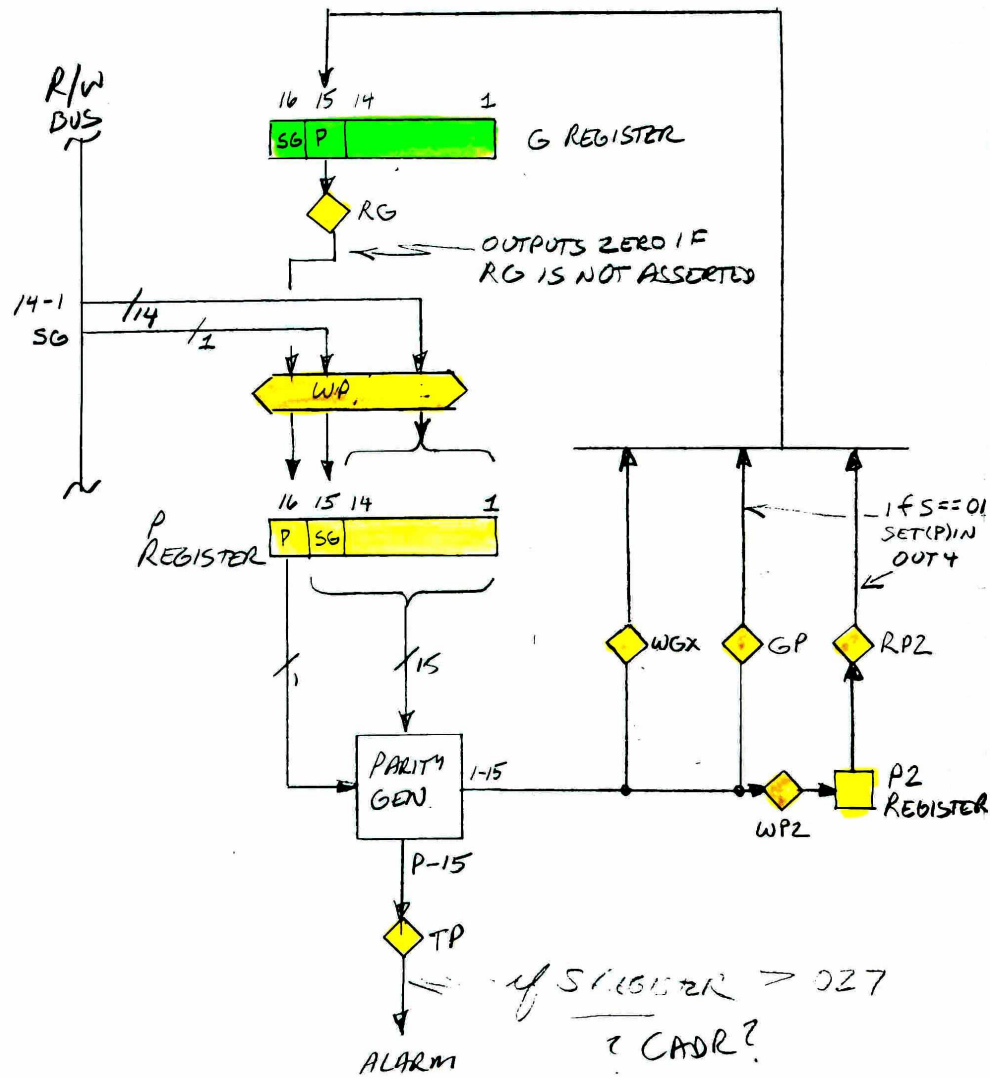 R/W
BUS
16 15 14 1
SG P
G REGISTER
RG
OUTPUTS ZERO IF
RG IS NOT ASSERTED
14-1
/14
SG
/1
WP.
16 15 14 1
P SG
P
REGISTER
/1
/15
PARITY
GEN.
1-15
WGX
GP
RP2
if S==01
SET(P)IN
OUT4
WP2
P2
REGISTER
P-15
TP
if > 027
? CADR?
ALARM